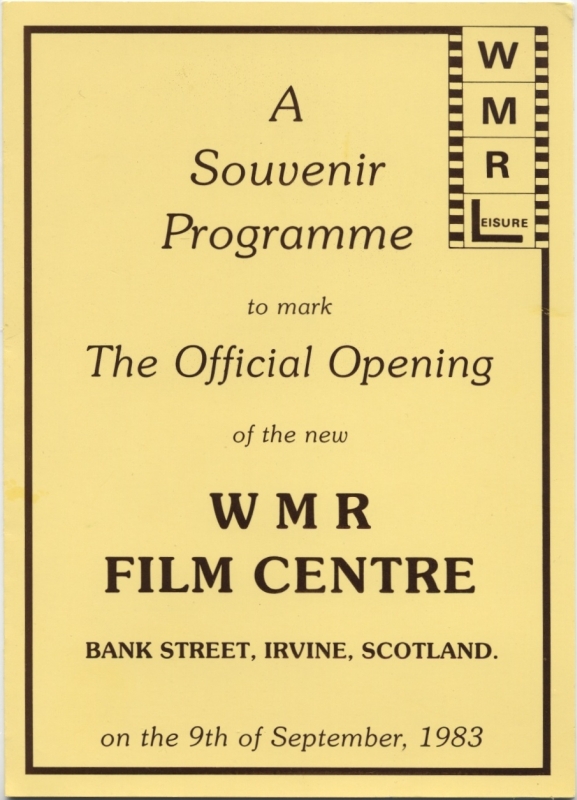 A
Souvenir
Programme
to mark
The Official Opening
of the new
W M R
FILM CENTRE
BANK STREET, IRVINE, SCOTLAND.
on the 9th of September, 1983
W
M
R
LEISURE